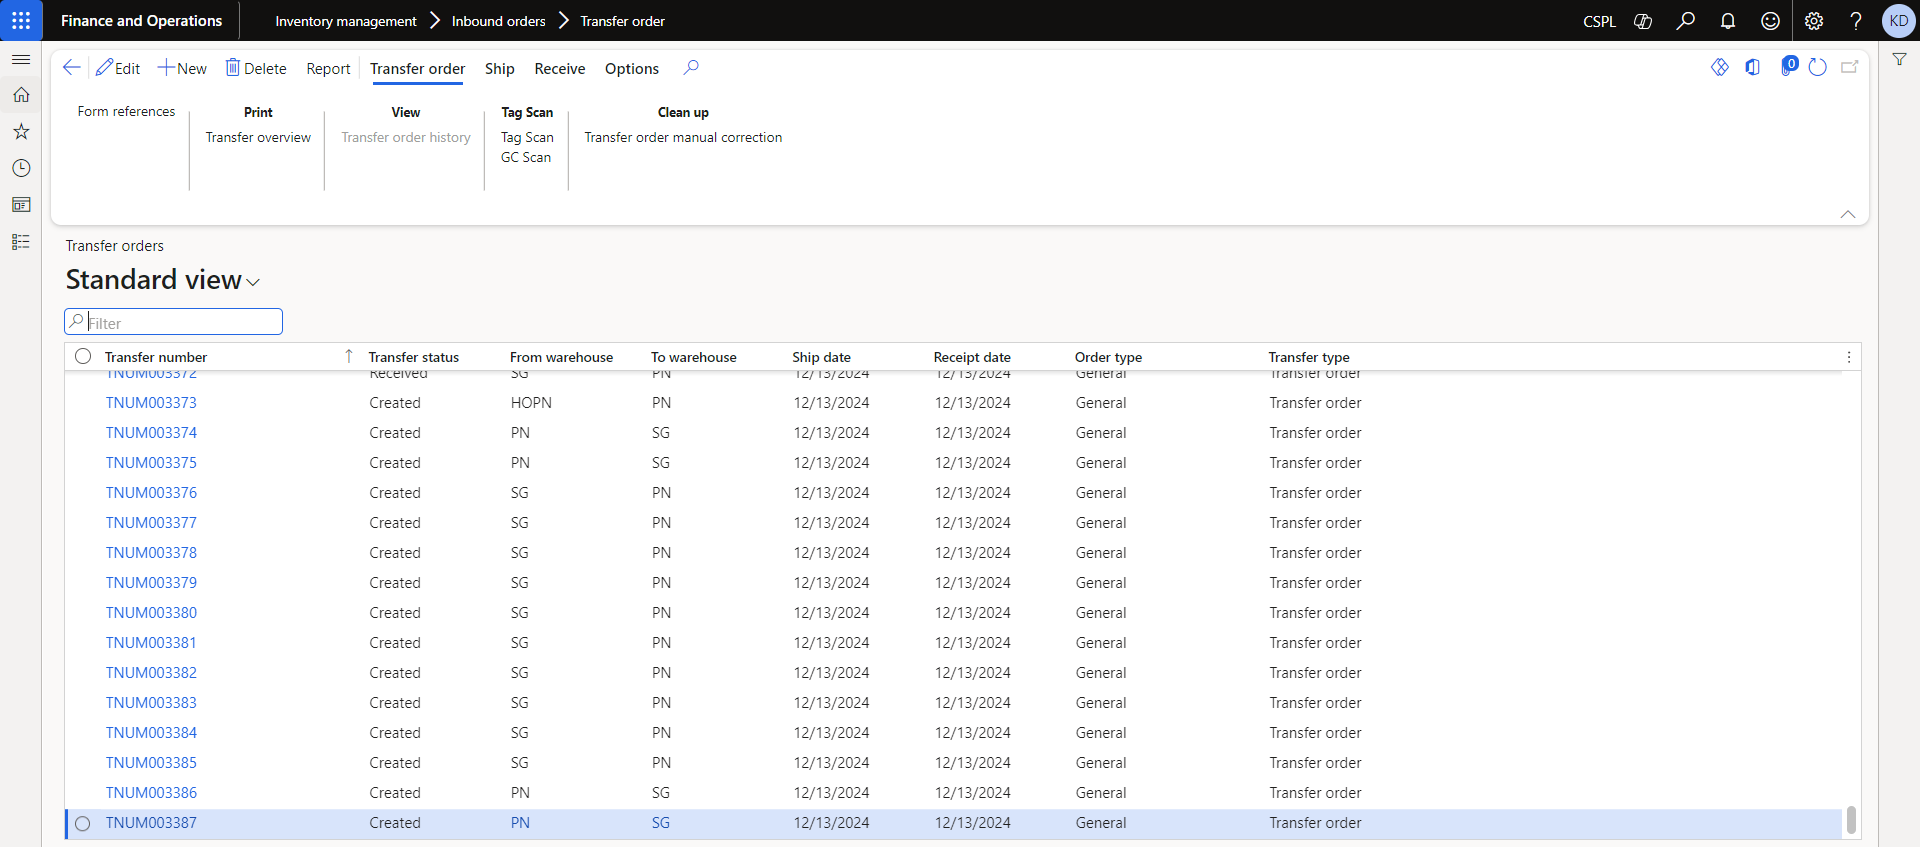 Finance and Operations Inventory management Inbound orders Transfer order CSPL KD
Edit New Delete Report Transfer order Ship Receive Options 0
Form references Print View Tag Scan Clean up
Transfer overview Transfer order history Tag Scan Transfer order manual correction
GC Scan
Transfer orders
Standard view
Filter
Transfer number Transfer status From warehouse To warehouse Ship date Receipt date Order type Transfer type
TNUM003372 Received SG PN 12/13/2024 12/13/2024 General Transfer order
TNUM003373 Created HOPN PN 12/13/2024 12/13/2024 General Transfer order
TNUM003374 Created PN SG 12/13/2024 12/13/2024 General Transfer order
TNUM003375 Created PN SG 12/13/2024 12/13/2024 General Transfer order
TNUM003376 Created SG PN 12/13/2024 12/13/2024 General Transfer order
TNUM003377 Created SG PN 12/13/2024 12/13/2024 General Transfer order
TNUM003378 Created SG PN 12/13/2024 12/13/2024 General Transfer order
TNUM003379 Created SG PN 12/13/2024 12/13/2024 General Transfer order
TNUM003380 Created SG PN 12/13/2024 12/13/2024 General Transfer order
TNUM003381 Created SG PN 12/13/2024 12/13/2024 General Transfer order
TNUM003382 Created SG PN 12/13/2024 12/13/2024 General Transfer order
TNUM003383 Created SG PN 12/13/2024 12/13/2024 General Transfer order
TNUM003384 Created SG PN 12/13/2024 12/13/2024 General Transfer order
TNUM003385 Created SG PN 12/13/2024 12/13/2024 General Transfer order
TNUM003386 Created PN SG 12/13/2024 12/13/2024 General Transfer order
TNUM003387 Created PN SG 12/13/2024 12/13/2024 General Transfer order